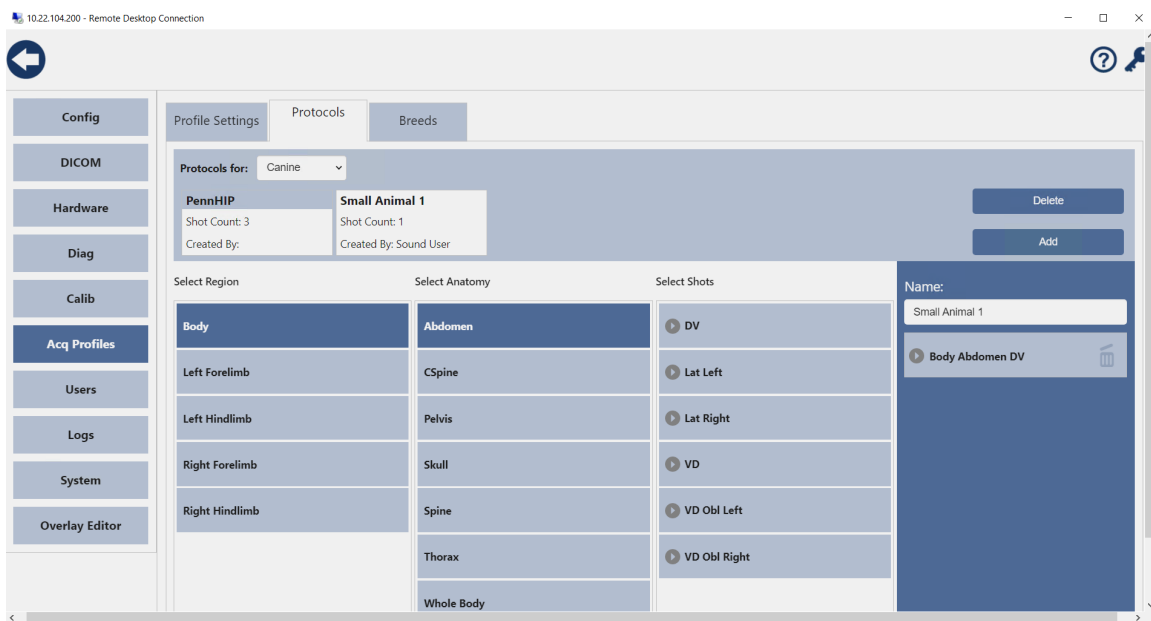 10.22.104.200 - Remote Desktop Connection
Config
DICOM
Hardware
Diag
Calib
Acq Profiles
Users
Logs
System
Overlay Editor
Profile Settings
Protocols
Breeds
Protocols for: Canine
PennHIP
Shot Count: 3
Created By:
Small Animal 1
Shot Count: 1
Created By: Sound User
Delete
Add
Select Region
Body
Left Forelimb
Left Hindlimb
Right Forelimb
Right Hindlimb
Select Anatomy
Abdomen
CSpine
Pelvis
Skull
Spine
Thorax
Whole Body
Select Shots
DV
Lat Left
Lat Right
VD
VD Obl Left
VD Obl Right
Name:
Small Animal 1
Body Abdomen DV